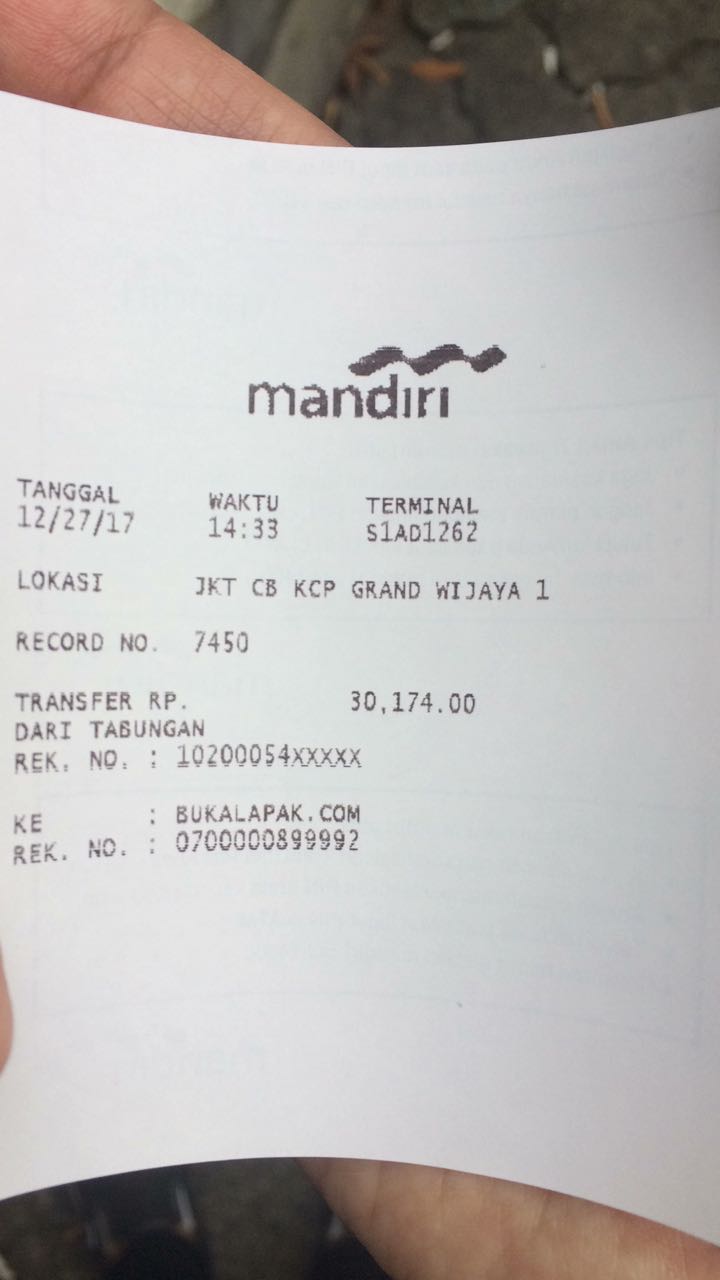 mandiri
TANGGAL WAKTU TERMINAL
12/27/17 14:33 S1AD1262
LOKASI JKT CB KCP GRAND WIJAYA 1
RECORD NO. 7450
TRANSFER RP. 30,174.00
DARI TABUNGAN
REK. NO. : 10200054XXXXX
KE : BUKALAPAK.COM
REK. NO. : 0700000899992